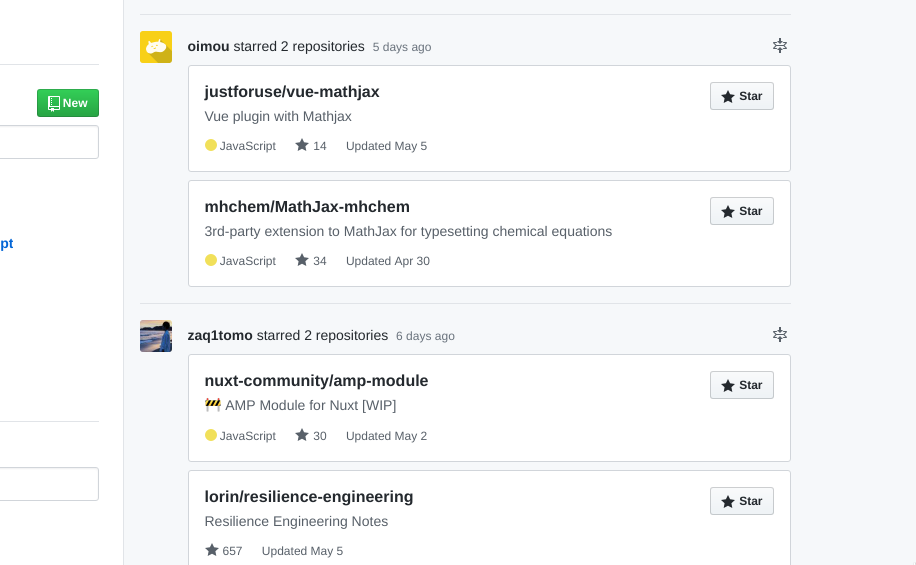 oimou starred 2 repositories 5 days ago
justforuse/vue-mathjax
Star
Vue plugin with Mathjax
JavaScript 14 Updated May 5
New
mhchem/MathJax-mhchem
Star
3rd-party extension to MathJax for typesetting chemical equations
pt
JavaScript 34 Updated Apr 30
zaq1tomo starred 2 repositories 6 days ago
nuxt-community/amp-module
Star
🚧 AMP Module for Nuxt [WIP]
JavaScript 30 Updated May 2
lorin/resilience-engineering
Star
Resilience Engineering Notes
657 Updated May 5